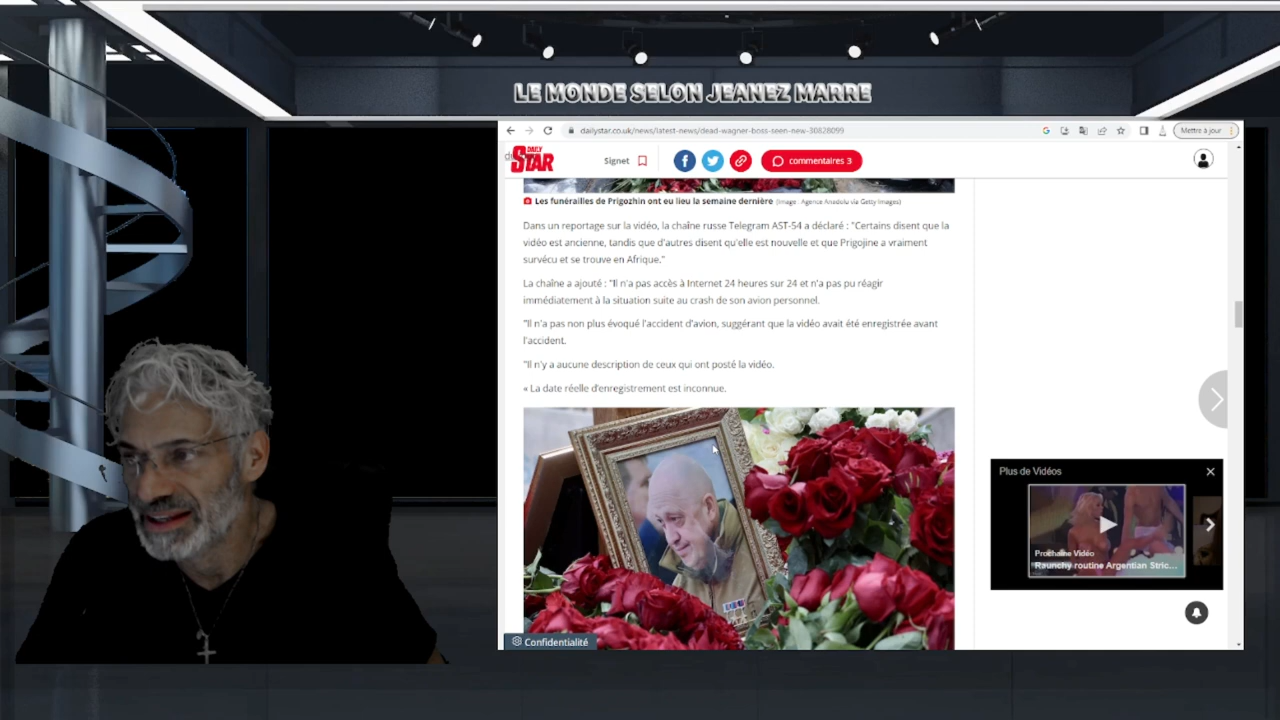 LE MONDE SELON JEANEZ MARRE
dailystar.co.uk/news/latest-news/dead-wagner-boss-seen-new-30828099
Mettre à jour
DAILY
STAR
Signet
commentaires 3
Les funérailles de Prigozhin ont eu lieu la semaine dernière (Image : Agence Anadolu via Getty Images)
Dans un reportage sur la vidéo, la chaîne russe Telegram AST-54 a déclaré : "Certains disent que la
vidéo est ancienne, tandis que d'autres disent qu'elle est nouvelle et que Prigojine a vraiment
survécu et se trouve en Afrique."
La chaîne a ajouté : "Il n'a pas accès à Internet 24 heures sur 24 et n'a pas pu réagir
immédiatement à la situation suite au crash de son avion personnel.
"Il n'a pas non plus évoqué l'accident d'avion, suggérant que la vidéo avait été enregistrée avant
l'accident.
"Il n'y a aucune description de ceux qui ont posté la vidéo.
« La date réelle d'enregistrement est inconnue.
Plus de Vidéos
Prochaîne Vidéo
Raunchy routine Argentian Stric...
Confidentialité